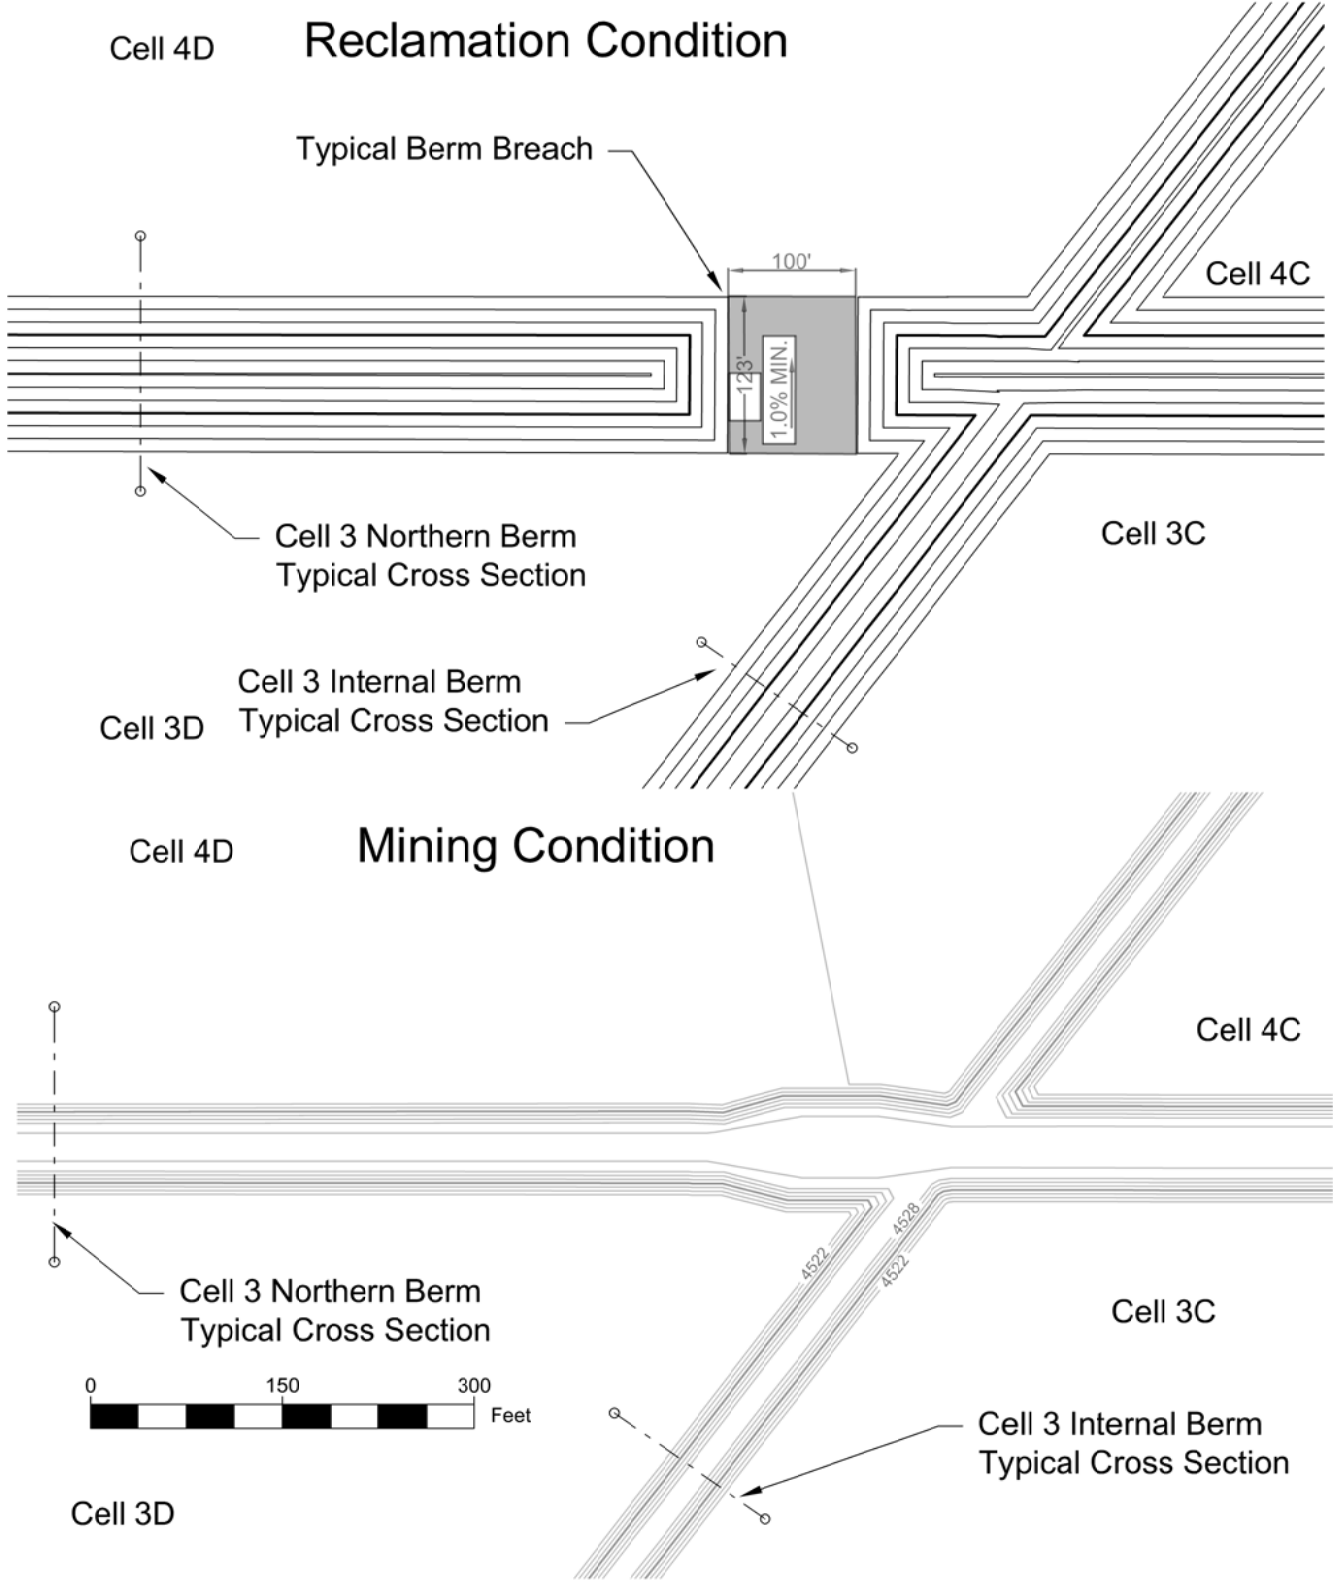 Cell 4D
Reclamation Condition
Typical Berm Breach
100'
Cell 4C
123'
1.0% MIN.
Cell 3 Northern Berm
Typical Cross Section
Cell 3C
Cell 3 Internal Berm
Typical Cross Section
Cell 3D
Cell 4D
Mining Condition
Cell 4C
4528
4522
4522
Cell 3 Northern Berm
Typical Cross Section
Cell 3C
0 150 300
Feet
Cell 3 Internal Berm
Typical Cross Section
Cell 3D